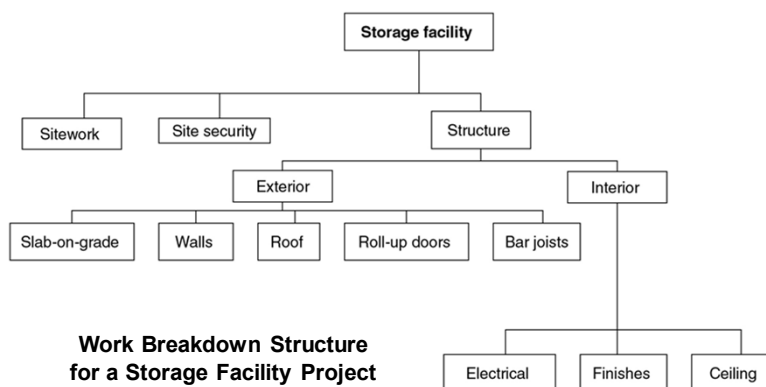 Storage facility
Sitework
Site security
Structure
Exterior
Interior
Slab-on-grade
Walls
Roof
Roll-up doors
Bar joists
Work Breakdown Structure
for a Storage Facility Project
Electrical
Finishes
Ceiling